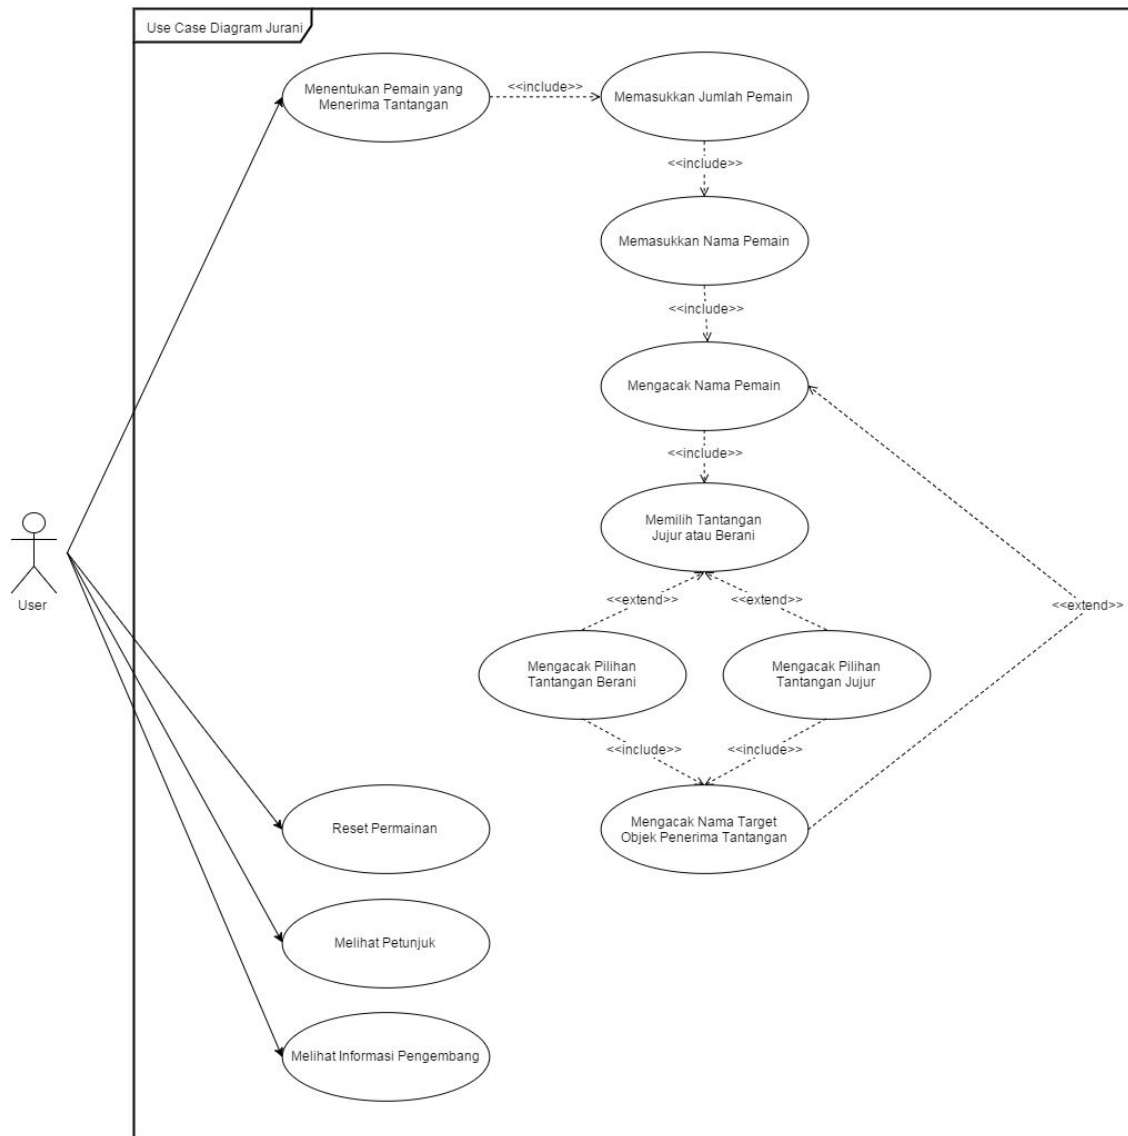 Use Case Diagram Jurani
Menentukan Pemain yang
Menerima Tantangan
<<include>>
Memasukkan Jumlah Pemain
<<include>>
Memasukkan Nama Pemain
<<include>>
Mengacak Nama Pemain
<<include>>
Memilih Tantangan
Jujur atau Berani
<<extend>>
<<extend>>
<<extend>>
User
Mengacak Pilihan
Tantangan Berani
Mengacak Pilihan
Tantangan Jujur
<<include>>
<<include>>
Mengacak Nama Target
Objek Penerima Tantangan
Reset Permainan
Melihat Petunjuk
Melihat Informasi Pengembang